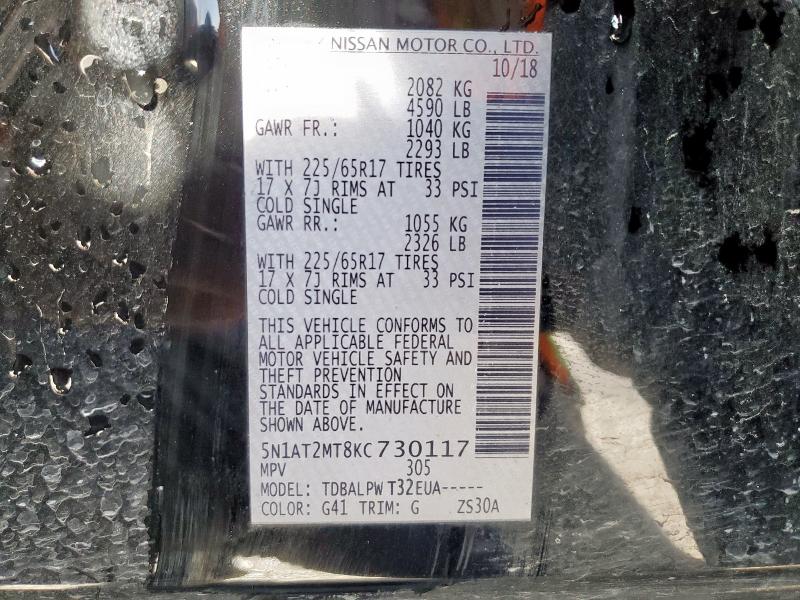 NISSAN MOTOR CO., LTD.
10/18
2082 KG
4590 LB
GAWR FR.: 1040 KG
2293 LB
WITH 225/65R17 TIRES
17 X 7J RIMS AT 33 PSI
COLD SINGLE
GAWR RR.: 1055 KG
2326 LB
WITH 225/65R17 TIRES
17 X 7J RIMS AT 33 PSI
COLD SINGLE
THIS VEHICLE CONFORMS TO
ALL APPLICABLE FEDERAL
MOTOR VEHICLE SAFETY AND
THEFT PREVENTION
STANDARDS IN EFFECT ON
THE DATE OF MANUFACTURE
SHOWN ABOVE.
5N1AT2MT8KC730117
MPV 305
MODEL: TDBALPW T32EUA-----
COLOR: G41 TRIM: G ZS30A